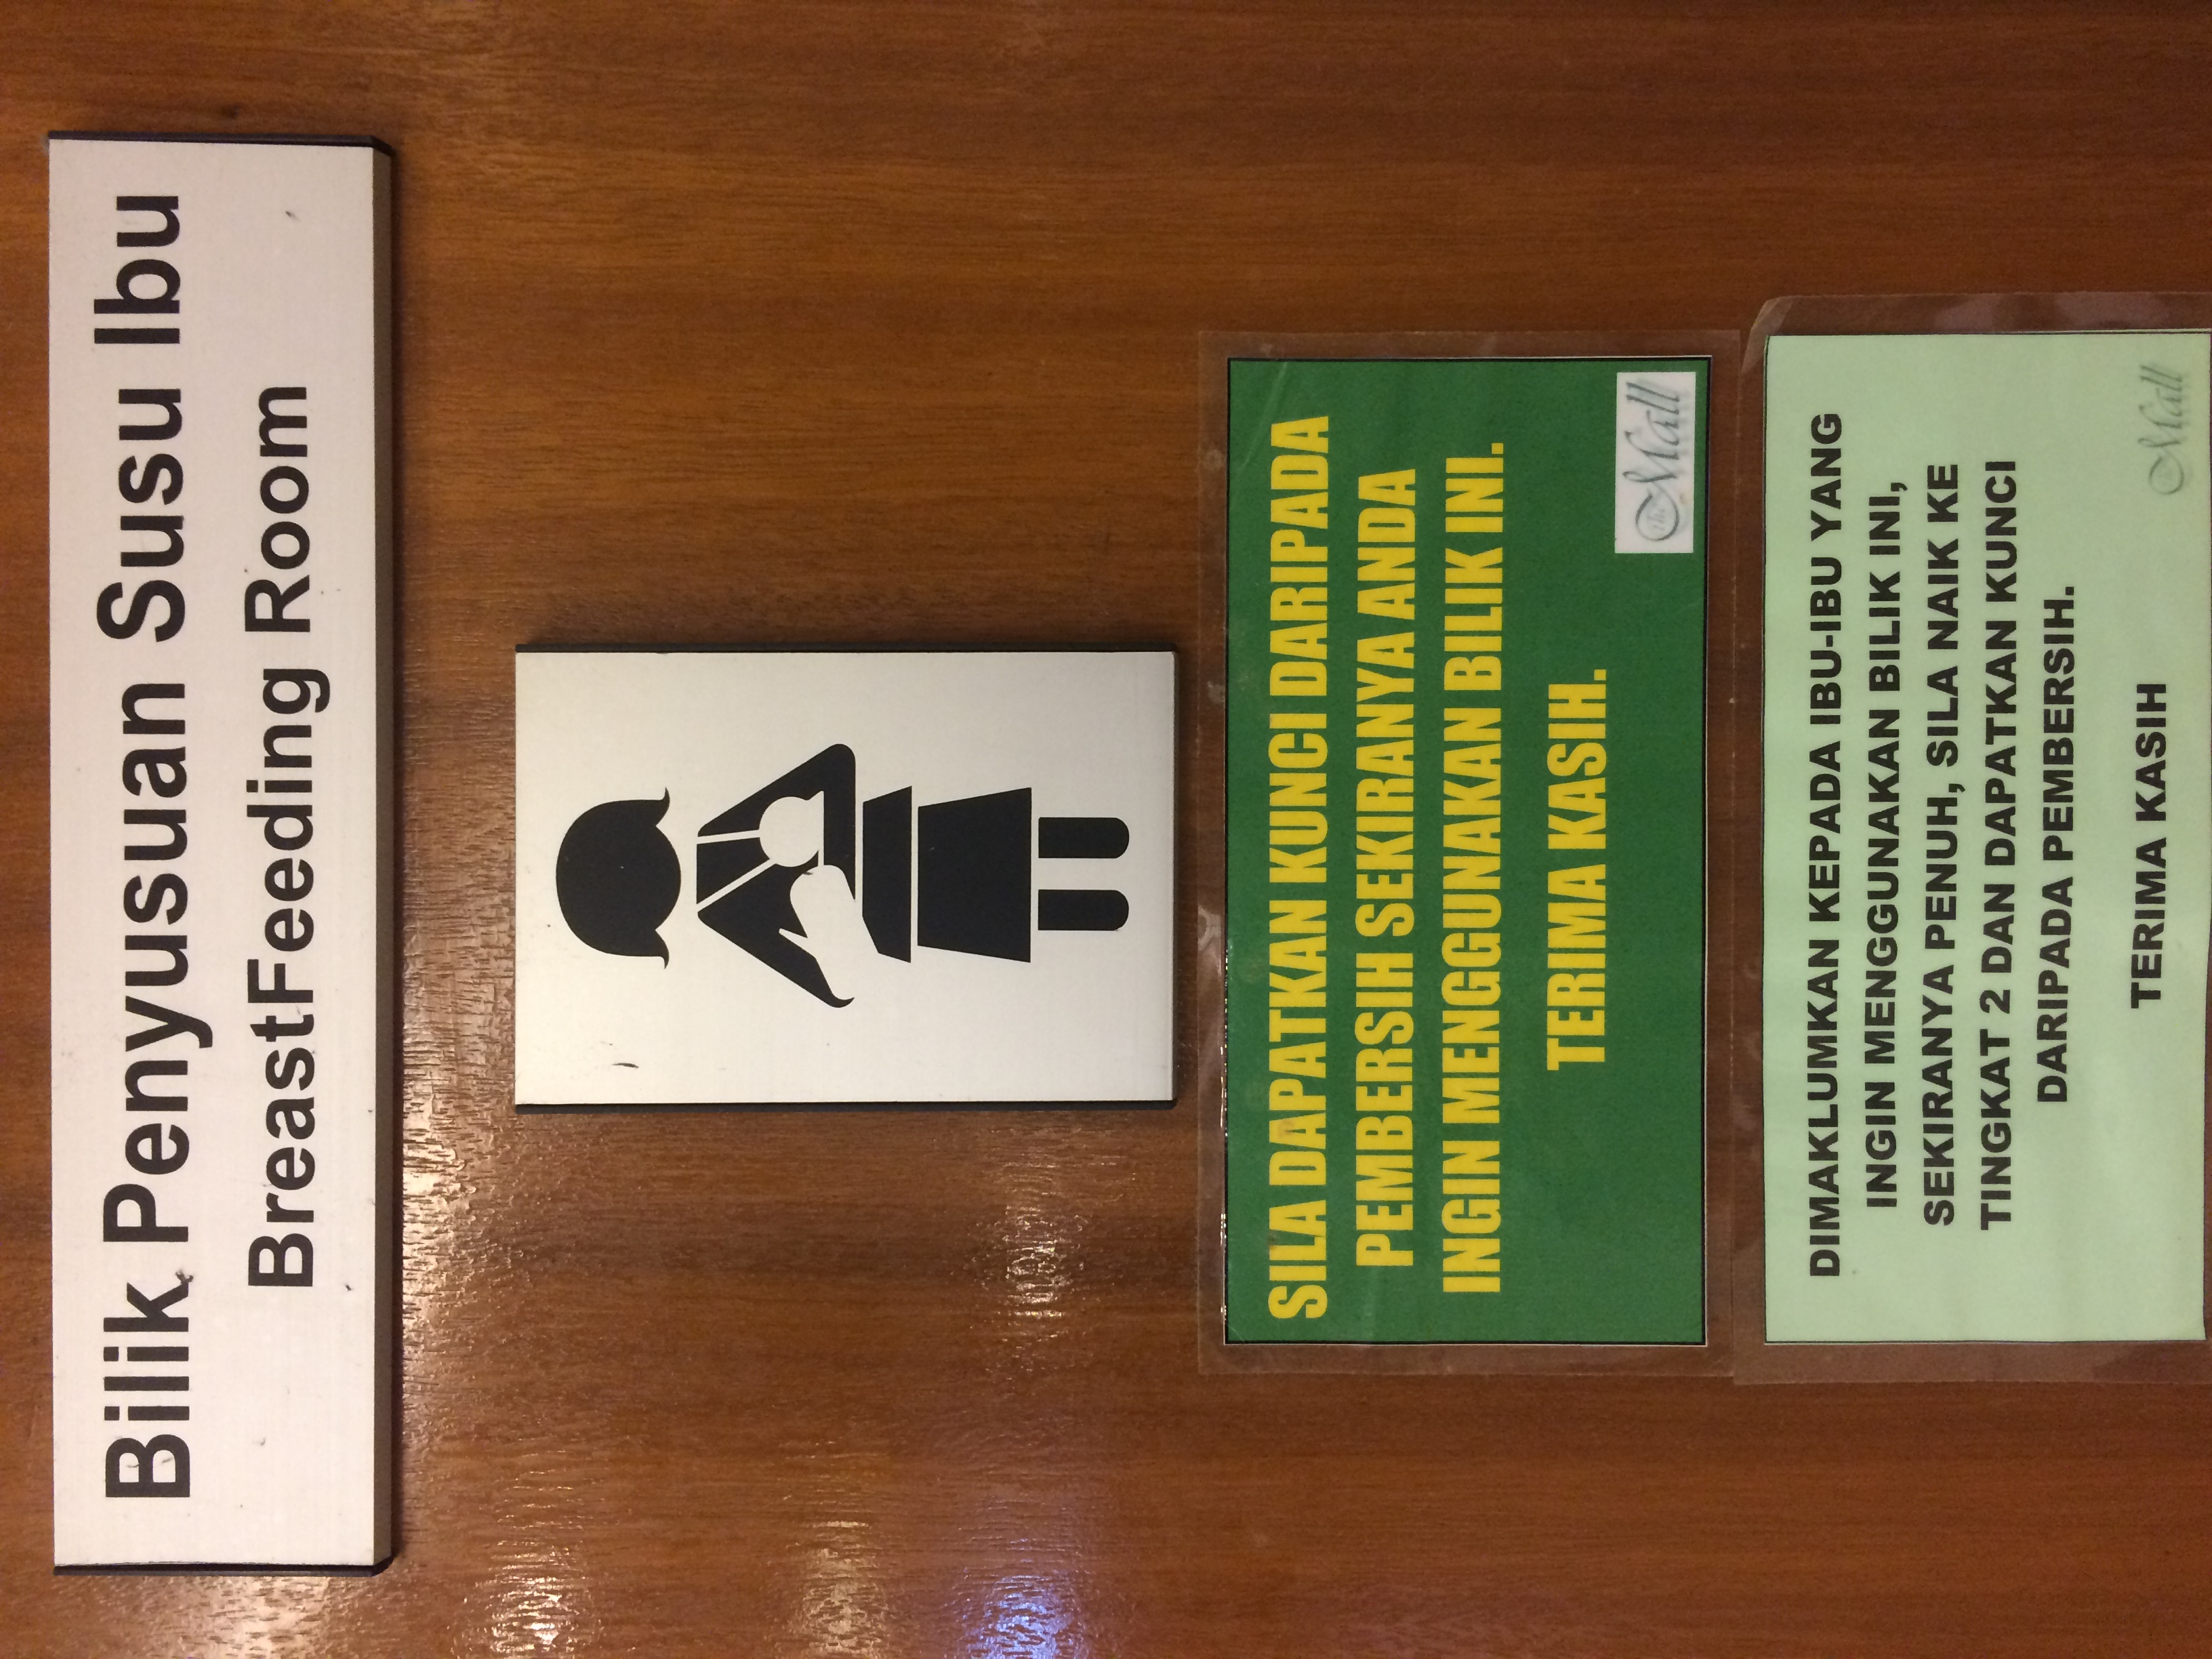 Bilik Penyusuan Susu Ibu
BreastFeeding Room
SILA DAPATKAN KUNCI DARIPADA
PEMBERSIH SEKIRANYA ANDA
INGIN MENGGUNAKAN BILIK INI.
TERIMA KASIH.
the Mall
DIMAKLUMKAN KEPADA IBU-IBU YANG
INGIN MENGGUNAKAN BILIK INI,
SEKIRANYA PENUH, SILA NAIK KE
TINGKAT 2 DAN DAPATKAN KUNCI
DARIPADA PEMBERSIH.
TERIMA KASIH
the Mall